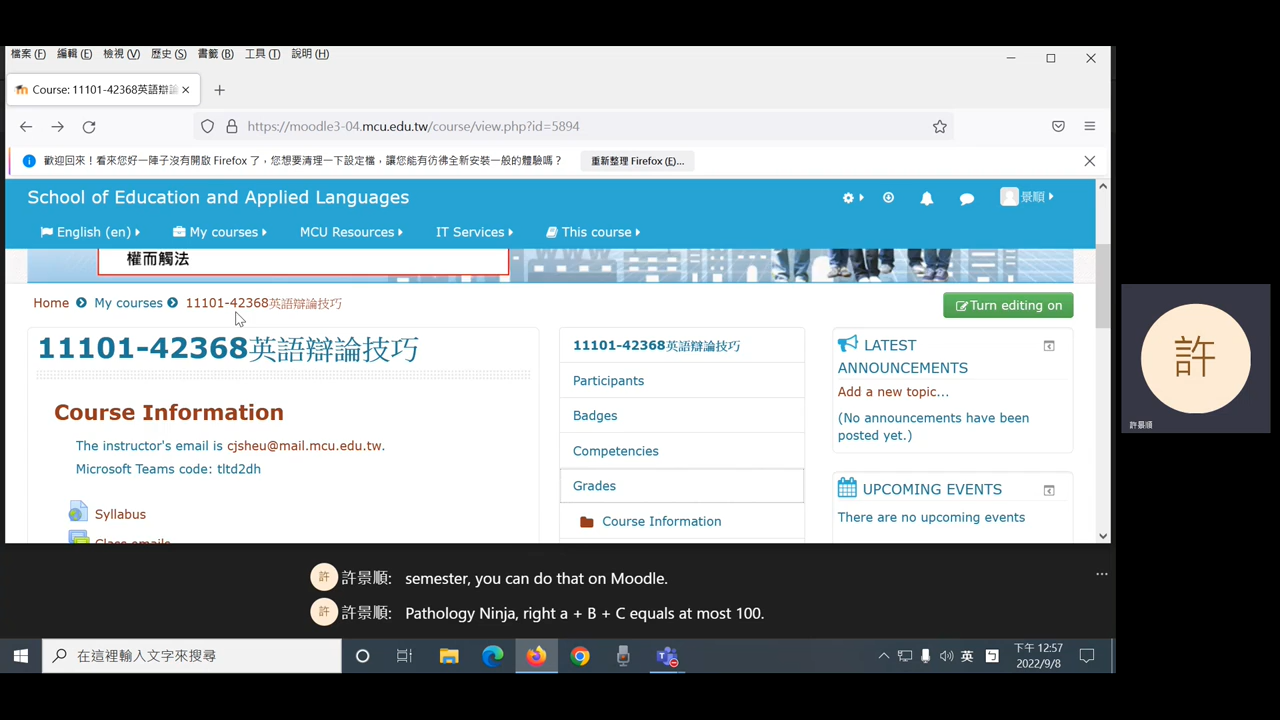 檔案 (F) 編輯 (E) 檢視 (V) 歷史 (S) 書籤 (B) 工具 (T) 說明 (H)
Course: 11101-42368英語辯論
https://moodle3-04.mcu.edu.tw/course/view.php?id=5894
歡迎回來！看來您好一陣子沒有開啟 Firefox 了，您想要清理一下設定檔，讓您能有彷彿全新安裝一般的體驗嗎？ 重新整理 Firefox (E)...
School of Education and Applied Languages
景順
English (en) My courses MCU Resources IT Services This course
權而觸法
Home My courses 11101-42368英語辯論技巧
Turn editing on
11101-42368英語辯論技巧
Course Information
The instructor's email is cjsheu@mail.mcu.edu.tw.
Microsoft Teams code: tltd2dh
Syllabus
Class emails
11101-42368英語辯論技巧
Participants
Badges
Competencies
Grades
Course Information
LATEST
ANNOUNCEMENTS
Add a new topic...
(No announcements have been
posted yet.)
UPCOMING EVENTS
There are no upcoming events
許
許景順
許 許景順: semester, you can do that on Moodle.
許 許景順: Pathology Ninja, right a + B + C equals at most 100.
在這裡輸入文字來搜尋
英
下午 12:57
2022/9/8